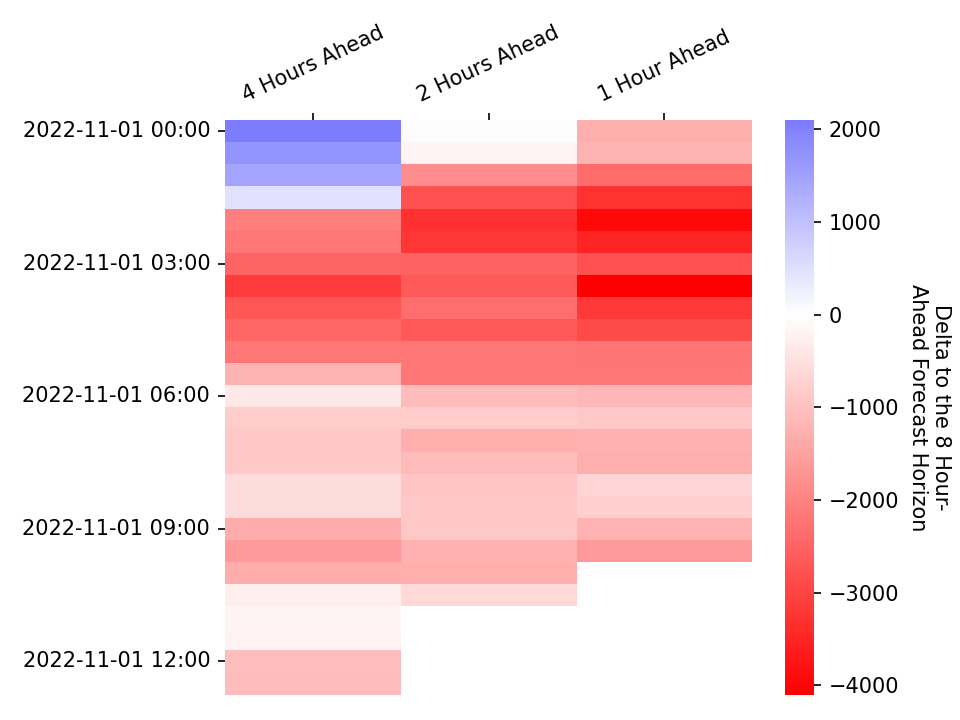 4 Hours Ahead
2 Hours Ahead
1 Hour Ahead
2022-11-01 00:00
2022-11-01 03:00
2022-11-01 06:00
2022-11-01 09:00
2022-11-01 12:00
2000
1000
0
−1000
−2000
−3000
−4000
Delta to the 8 Hour-
Ahead Forecast Horizon